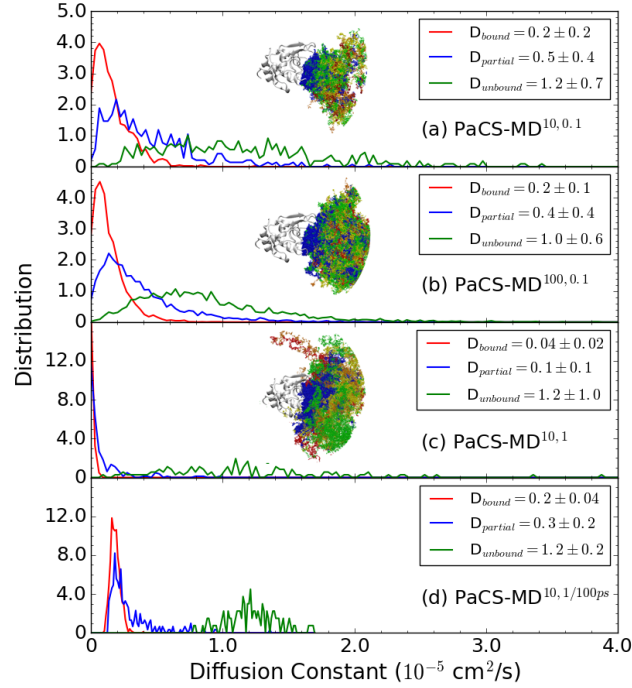 5.0
4.0
3.0
2.0
1.0
0
D_bound = 0.2 ± 0.2
D_partial = 0.5 ± 0.4
D_unbound = 1.2 ± 0.7
(a) PaCS-MD^10,0.1
4.0
3.0
2.0
1.0
0
D_bound = 0.2 ± 0.1
D_partial = 0.4 ± 0.4
D_unbound = 1.0 ± 0.6
(b) PaCS-MD^100,0.1
Distribution
12.0
8.0
4.0
0
D_bound = 0.04 ± 0.02
D_partial = 0.1 ± 0.1
D_unbound = 1.2 ± 1.0
(c) PaCS-MD^10,1
12.0
8.0
4.0
0
D_bound = 0.2 ± 0.04
D_partial = 0.3 ± 0.2
D_unbound = 1.2 ± 0.2
(d) PaCS-MD^10,1/100ps
0 1.0 2.0 3.0 4.0
Diffusion Constant (10^-5 cm^2/s)